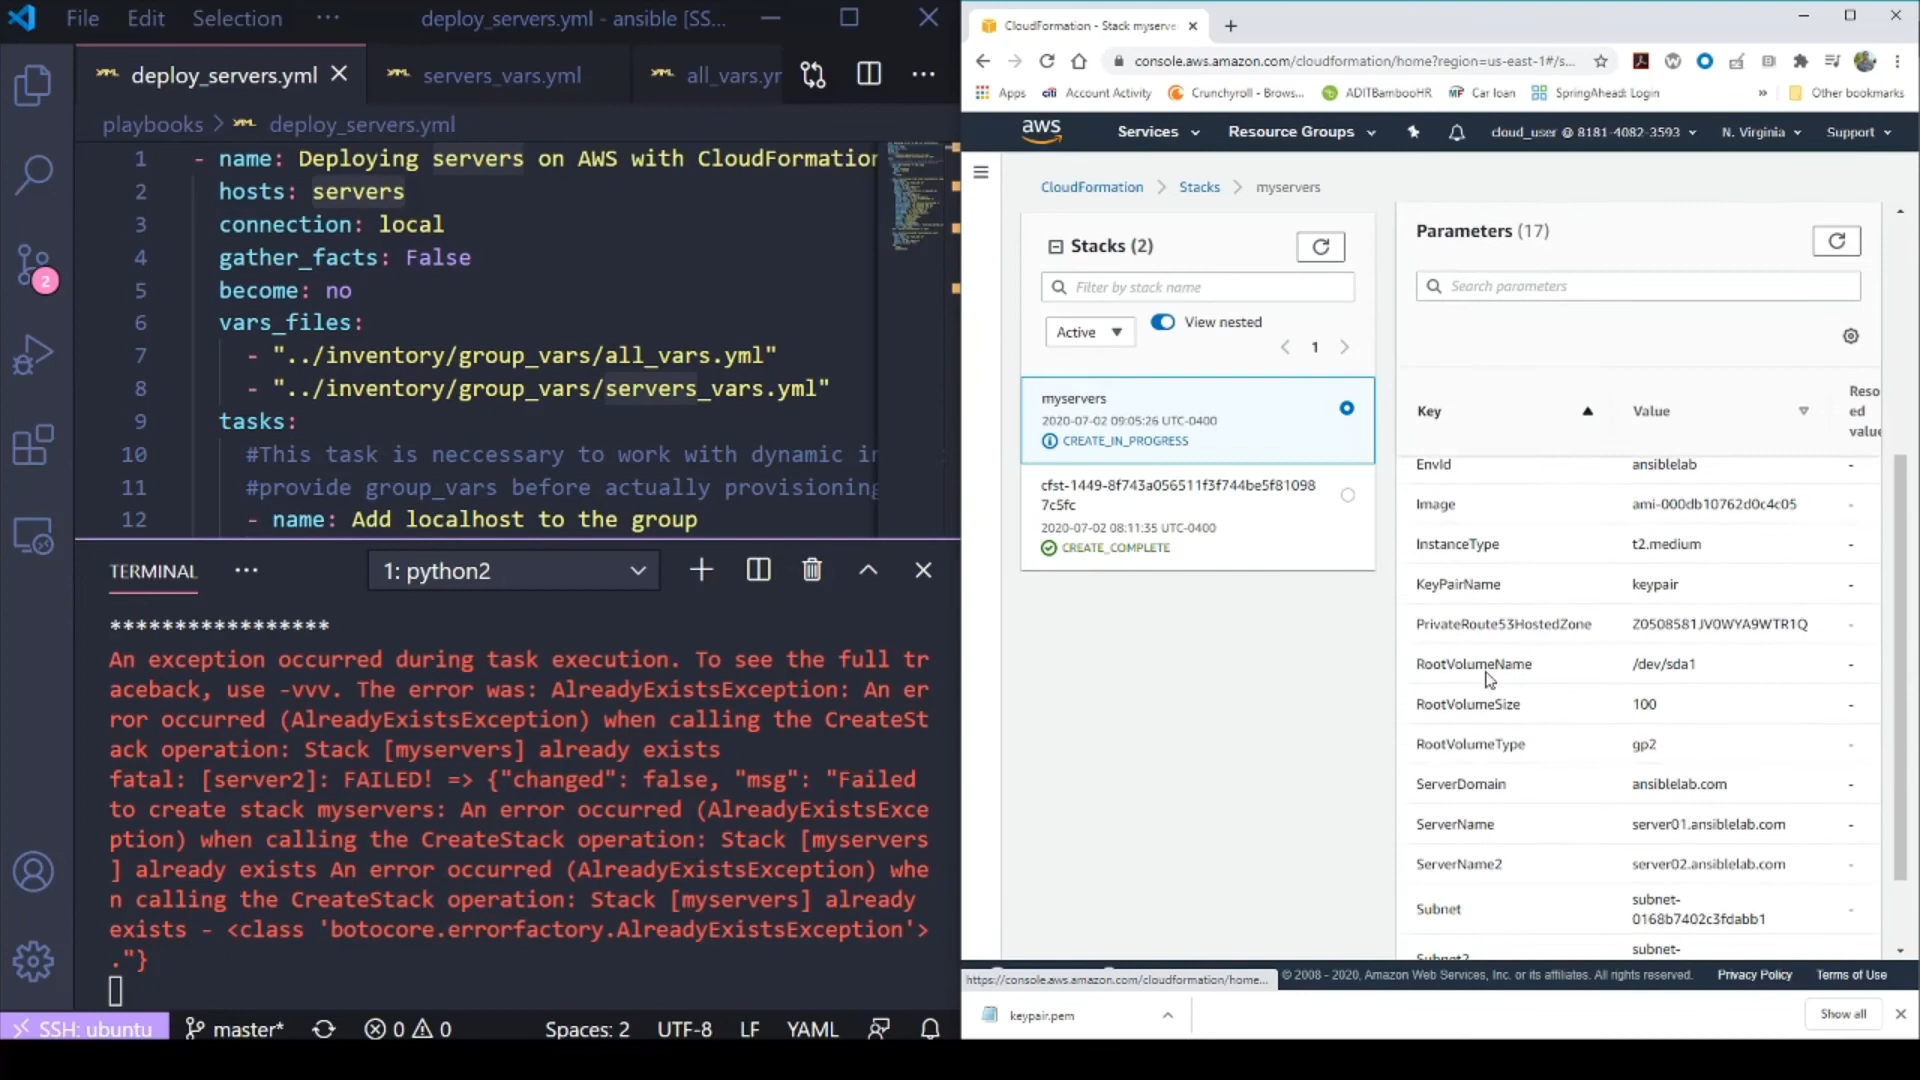 File Edit Selection ··· deploy_servers.yml - ansible [SS...
deploy_servers.yml servers_vars.yml all_vars.yr
playbooks > deploy_servers.yml
1 - name: Deploying servers on AWS with CloudFormation
2 hosts: servers
3 connection: local
4 gather_facts: False
5 become: no
6 vars_files:
7 - "../inventory/group_vars/all_vars.yml"
8 - "../inventory/group_vars/servers_vars.yml"
9 tasks:
10 #This task is neccessary to work with dynamic in
11 #provide group_vars before actually provisioning
12 - name: Add localhost to the group
TERMINAL ··· 1: python2
*****************
An exception occurred during task execution. To see the full tr
aceback, use -vvv. The error was: AlreadyExistsException: An er
ror occurred (AlreadyExistsException) when calling the CreateSt
ack operation: Stack [myservers] already exists
fatal: [server2]: FAILED! => {"changed": false, "msg": "Failed
to create stack myservers: An error occurred (AlreadyExistsExce
ption) when calling the CreateStack operation: Stack [myservers
] already exists An error occurred (AlreadyExistsException) whe
n calling the CreateStack operation: Stack [myservers] already
exists - <class 'botocore.errorfactory.AlreadyExistsException'>
."}
2
SSH: ubuntu master* 0 0 Spaces: 2 UTF-8 LF YAML
CloudFormation - Stack myserve
console.aws.amazon.com/cloudformation/home?region=us-east-1#/s...
Apps citi Account Activity Crunchyroll - Brows... ADITBambooHR MF Car loan SpringAhead: Login » Other bookmarks
aws Services Resource Groups cloud_user @ 8181-4082-3593 N. Virginia Support
CloudFormation > Stacks > myservers
Stacks (2)
Filter by stack name
Active View nested
1
myservers
2020-07-02 09:05:26 UTC-0400
CREATE_IN_PROGRESS
cfst-1449-8f743a056511f3f744be5f81098
7c5fc
2020-07-02 08:11:35 UTC-0400
CREATE_COMPLETE
Parameters (17)
Search parameters
Key Value Reso
ed
value
EnvId ansiblelab -
Image ami-000db10762d0c4c05 -
InstanceType t2.medium -
KeyPairName keypair -
PrivateRoute53HostedZone Z0508581JV0WYA9WTR1Q -
RootVolumeName /dev/sda1 -
RootVolumeSize 100 -
RootVolumeType gp2 -
ServerDomain ansiblelab.com -
ServerName server01.ansiblelab.com -
ServerName2 server02.ansiblelab.com -
Subnet subnet-
0168b7402c3fdabb1 -
Subnet2 subnet-
https://console.aws.amazon.com/cloudformation/home... © 2008 - 2020, Amazon Web Services, Inc. or its affiliates. All rights reserved. Privacy Policy Terms of Use
keypair.pem Show all